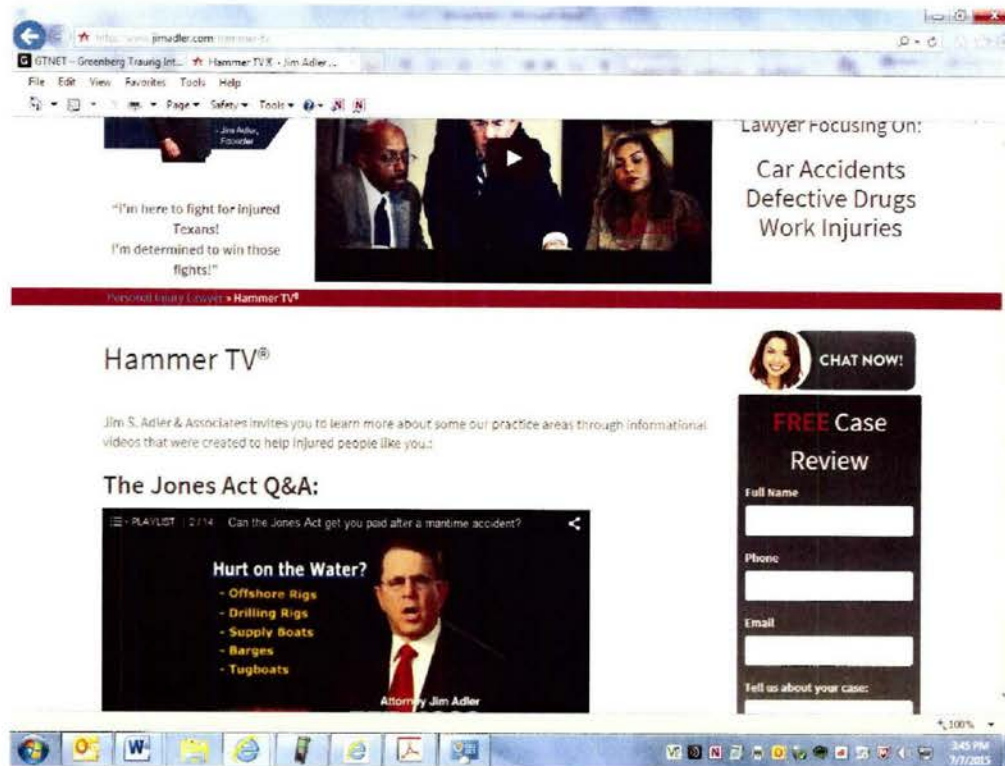 jimadler.com
GTNET - Greenberg Traurig Int...
Hammer TV® - Jim Adler ...
File Edit View Favorites Tools Help
Page Safety Tools
- Jim Adler,
Founder
"I'm here to fight for injured
Texans!
I'm determined to win those
fights!"
Lawyer Focusing On:
Car Accidents
Defective Drugs
Work Injuries
Personal Injury Lawyer » Hammer TV®
Hammer TV®
Jim S. Adler & Associates invites you to learn more about some our practice areas through informational
videos that were created to help injured people like you.:
The Jones Act Q&A:
PLAYLIST 2/14 Can the Jones Act get you paid after a maritime accident?
Hurt on the Water?
- Offshore Rigs
- Drilling Rigs
- Supply Boats
- Barges
- Tugboats
Attorney Jim Adler
CHAT NOW!
FREE Case
Review
Full Name
Phone
Email
Tell us about your case:
100%
3:45 PM
7/7/2015